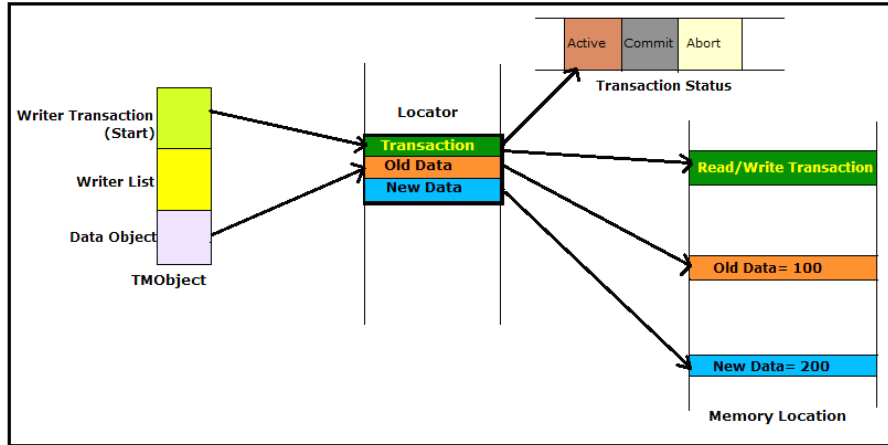 Writer Transaction
(Start)
Writer List
Data Object
TMObject
Locator
Transaction
Old Data
New Data
Active
Commit
Abort
Transaction Status
Read/Write Transaction
Old Data= 100
New Data= 200
Memory Location